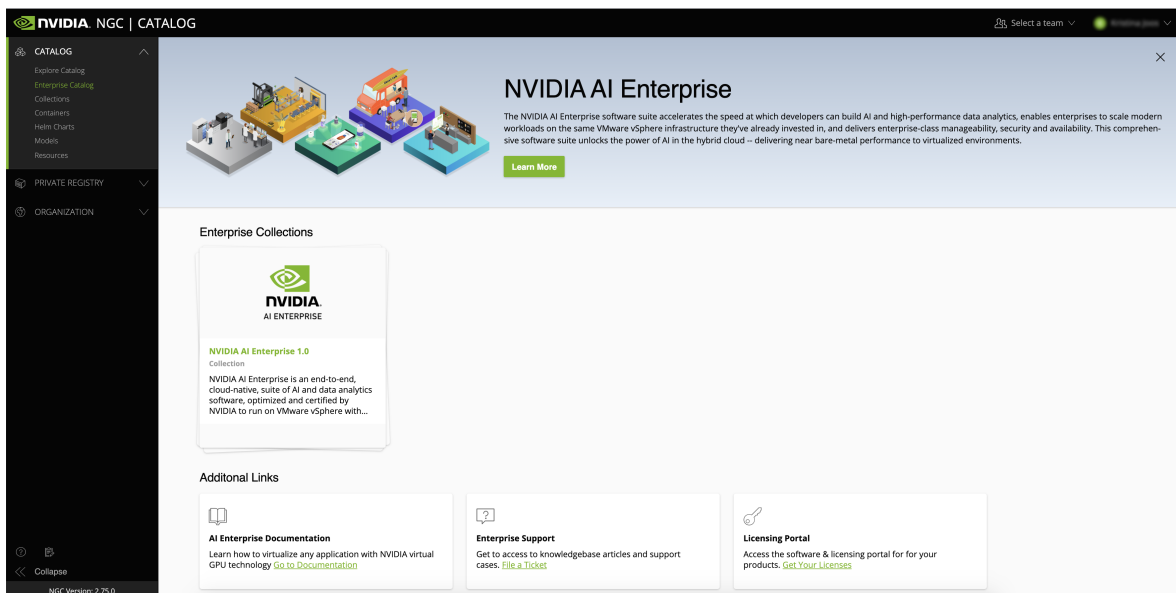 NVIDIA. NGC | CATALOG
Select a team
CATALOG
Explore Catalog
Enterprise Catalog
Collections
Containers
Helm Charts
Models
Resources
PRIVATE REGISTRY
ORGANIZATION
Collapse
NGC Version: 2.75.0
NVIDIA AI Enterprise
The NVIDIA AI Enterprise software suite accelerates the speed at which developers can build AI and high-performance data analytics, enables enterprises to scale modern
workloads on the same VMware vSphere infrastructure they've already invested in, and delivers enterprise-class manageability, security and availability. This comprehen-
sive software suite unlocks the power of AI in the hybrid cloud -- delivering near bare-metal performance to virtualized environments.
Learn More
Enterprise Collections
NVIDIA.
AI ENTERPRISE
NVIDIA AI Enterprise 1.0
Collection
NVIDIA AI Enterprise is an end-to-end,
cloud-native, suite of AI and data analytics
software, optimized and certified by
NVIDIA to run on VMware vSphere with...
Additonal Links
AI Enterprise Documentation
Learn how to virtualize any application with NVIDIA virtual
GPU technology Go to Documentation
Enterprise Support
Get to access to knowledgebase articles and support
cases. File a Ticket
Licensing Portal
Access the software & licensing portal for for your
products. Get Your Licenses